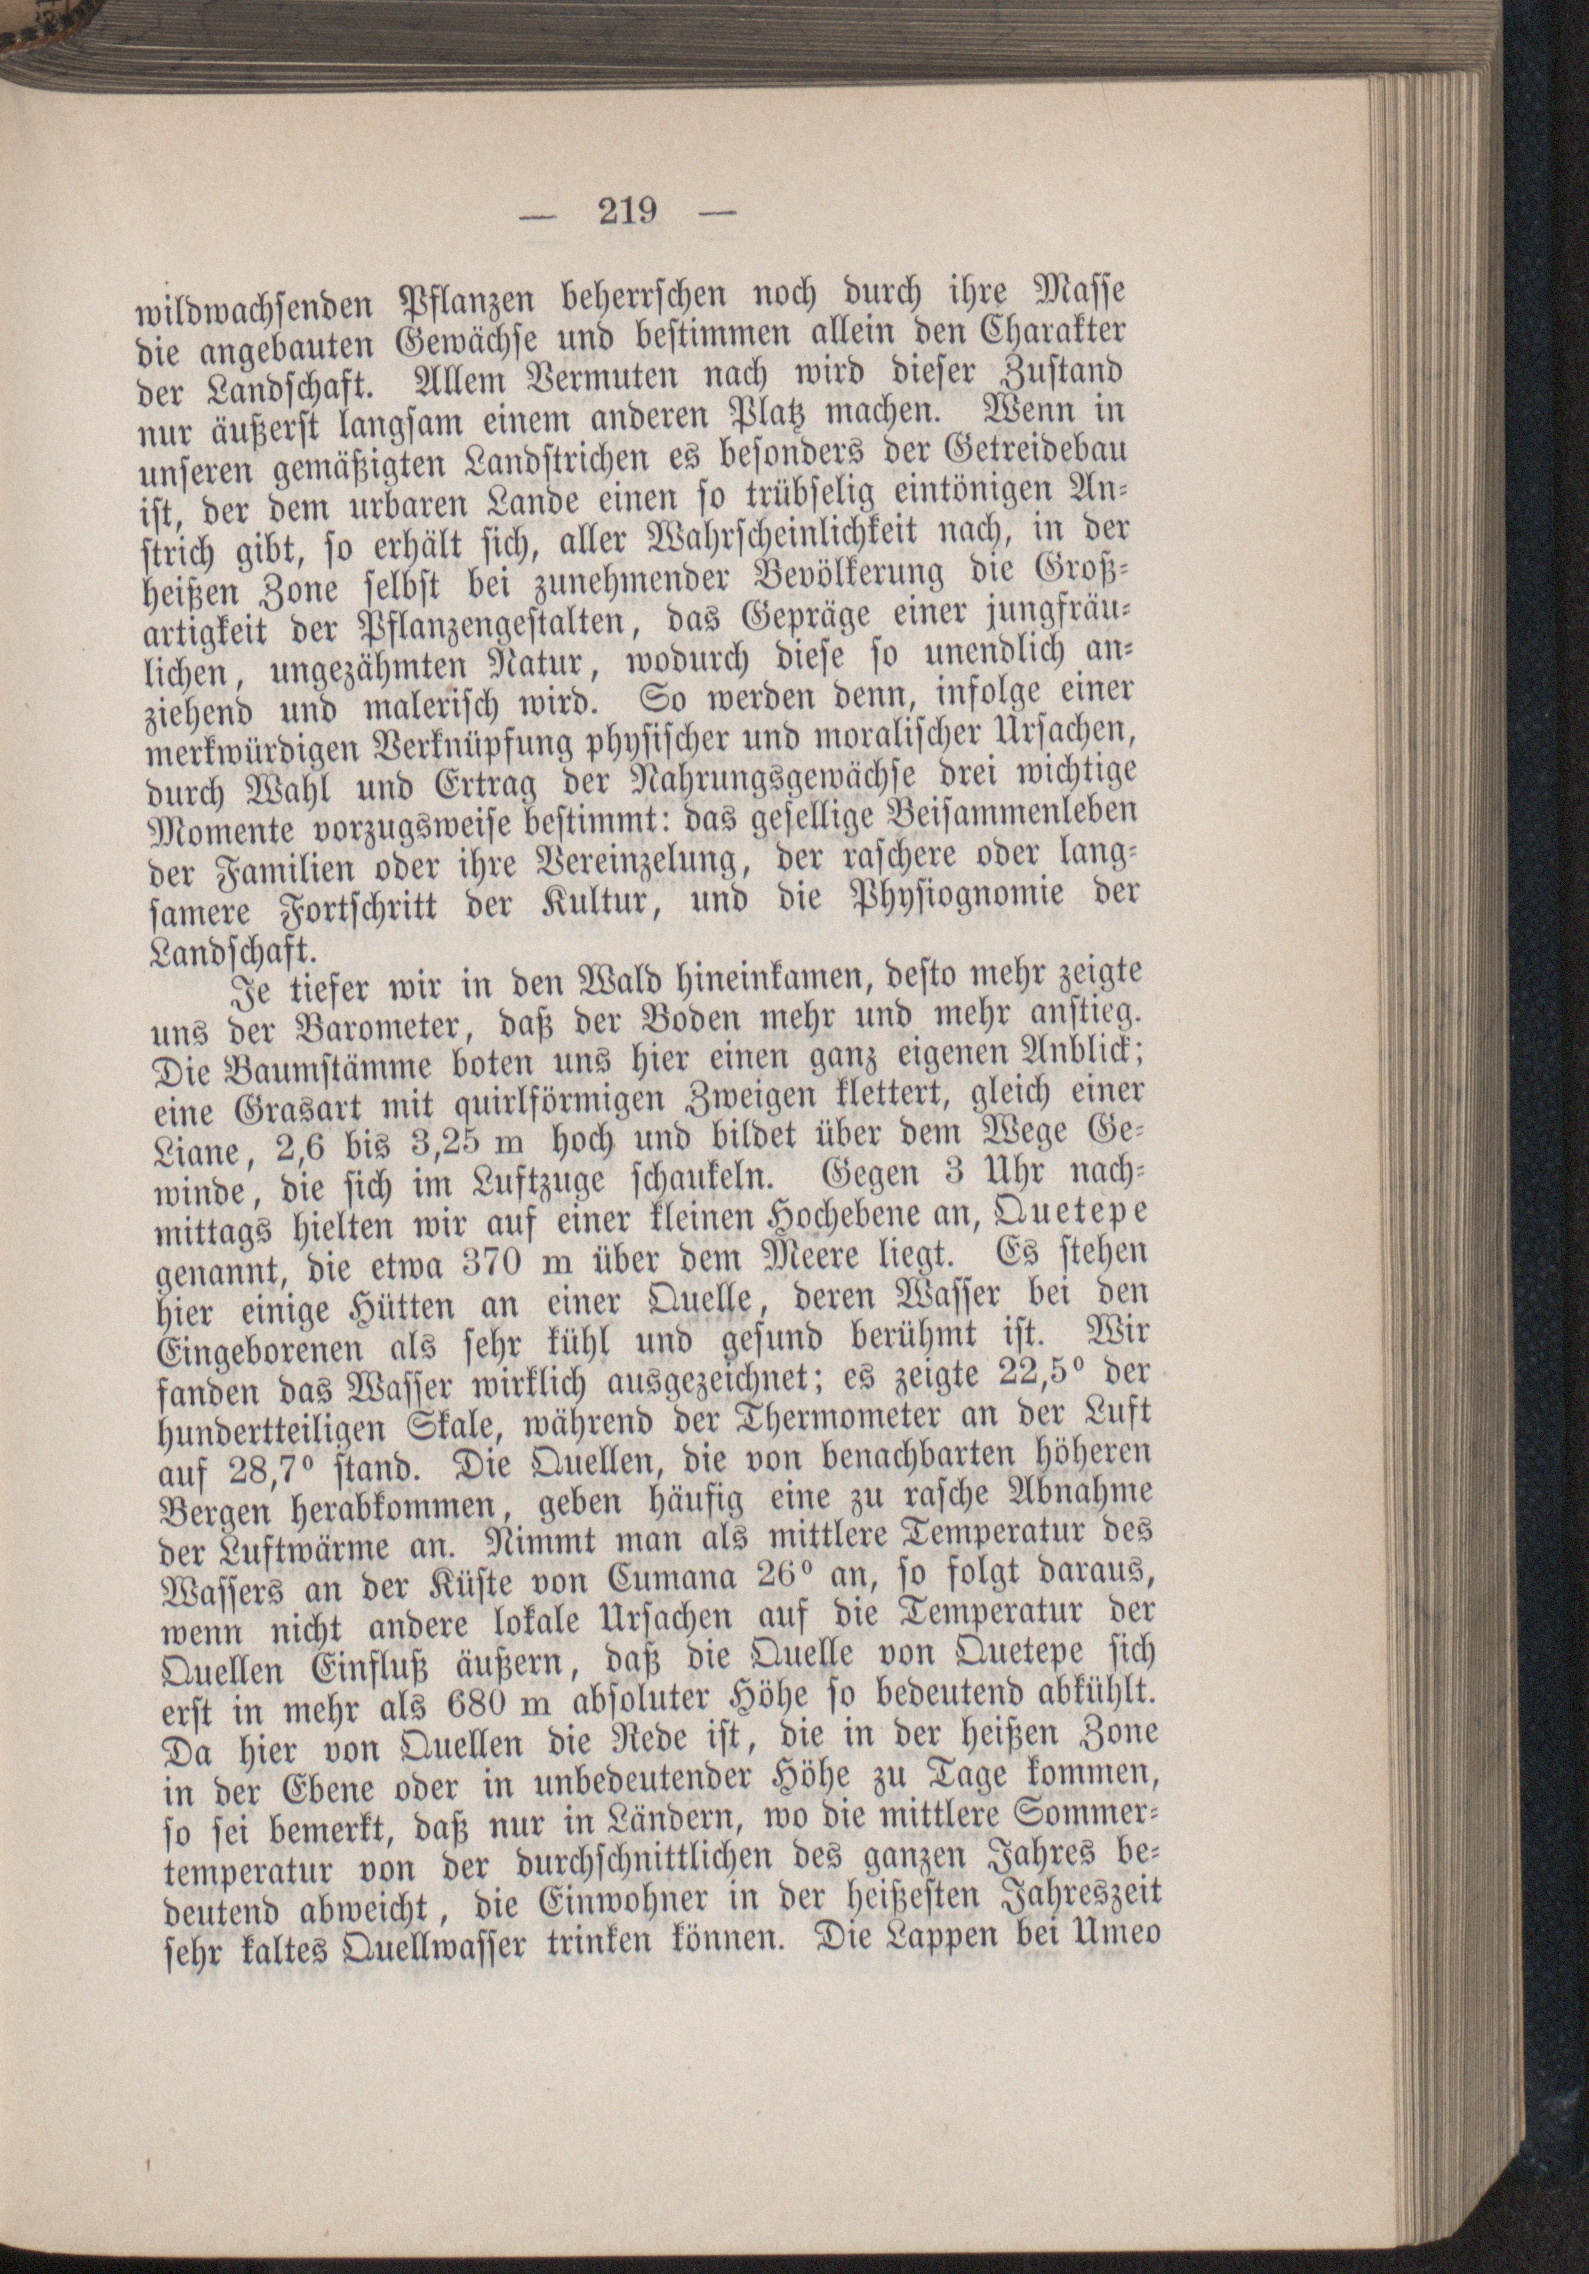 — 219 —
wildwachsenden Pflanzen beherrschen noch durch ihre Masse
die angebauten Gewächse und bestimmen allein den Charakter
der Landschaft. Allem Vermuten nach wird dieser Zustand
nur äußerst langsam einem anderen Platz machen. Wenn in
unseren gemäßigten Landstrichen es besonders der Getreidebau
ist, der dem urbaren Lande einen so trübselig eintönigen An-
strich gibt, so erhält sich, aller Wahrscheinlichkeit nach, in der
heißen Zone selbst bei zunehmender Bevölkerung die Groß-
artigkeit der Pflanzengestalten, das Gepräge einer jungfräu-
lichen, ungezähmten Natur, wodurch diese so unendlich an-
ziehend und malerisch wird. So werden denn, infolge einer
merkwürdigen Verknüpfung physischer und moralischer Ursachen,
durch Wahl und Ertrag der Nahrungsgewächse drei wichtige
Momente vorzugsweise bestimmt: das gesellige Beisammenleben
der Familien oder ihre Vereinzelung, der raschere oder lang-
samere Fortschritt der Kultur, und die Physiognomie der
Landschaft.
Je tiefer wir in den Wald hineinkamen, desto mehr zeigte
uns der Barometer, daß der Boden mehr und mehr anstieg.
Die Baumstämme boten uns hier einen ganz eigenen Anblick;
eine Grasart mit quirlförmigen Zweigen klettert, gleich einer
Liane, 2,6 bis 3,25 m hoch und bildet über dem Wege Ge-
winde, die sich im Luftzuge schaukeln. Gegen 3 Uhr nach-
mittags hielten wir auf einer kleinen Hochebene an, Quetepe
genannt, die etwa 370 m über dem Meere liegt. Es stehen
hier einige Hütten an einer Quelle, deren Wasser bei den
Eingeborenen als sehr kühl und gesund berühmt ist. Wir
fanden das Wasser wirklich ausgezeichnet; es zeigte 22,5° der
hundertteiligen Skale, während der Thermometer an der Luft
auf 28,7° stand. Die Quellen, die von benachbarten höheren
Bergen herabkommen, geben häufig eine zu rasche Abnahme
der Luftwärme an. Nimmt man als mittlere Temperatur des
Wassers an der Küste von Cumana 26° an, so folgt daraus,
wenn nicht andere lokale Ursachen auf die Temperatur der
Quellen Einfluß äußern, daß die Quelle von Quetepe sich
erst in mehr als 680 m absoluter Höhe so bedeutend abkühlt.
Da hier von Quellen die Rede ist, die in der heißen Zone
in der Ebene oder in unbedeutender Höhe zu Tage kommen,
so sei bemerkt, daß nur in Ländern, wo die mittlere Sommer-
temperatur von der durchschnittlichen des ganzen Jahres be-
deutend abweicht, die Einwohner in der heißesten Jahreszeit
sehr kaltes Quellwasser trinken können. Die Lappen bei Umeo